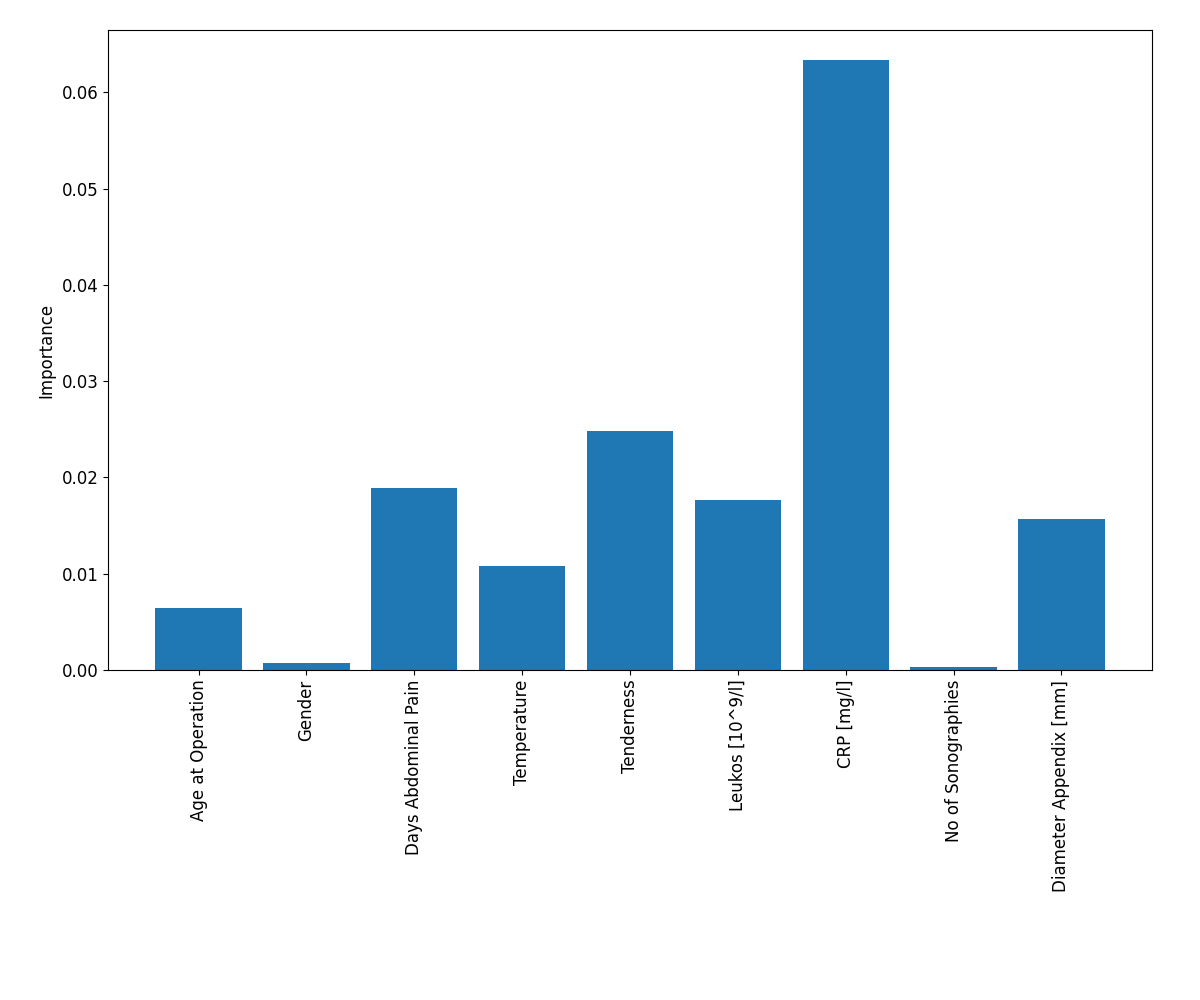 Importance
0.06
0.05
0.04
0.03
0.02
0.01
0.00
Age at Operation
Gender
Days Abdominal Pain
Temperature
Tenderness
Leukos [10^9/l]
CRP [mg/l]
No of Sonographies
Diameter Appendix [mm]